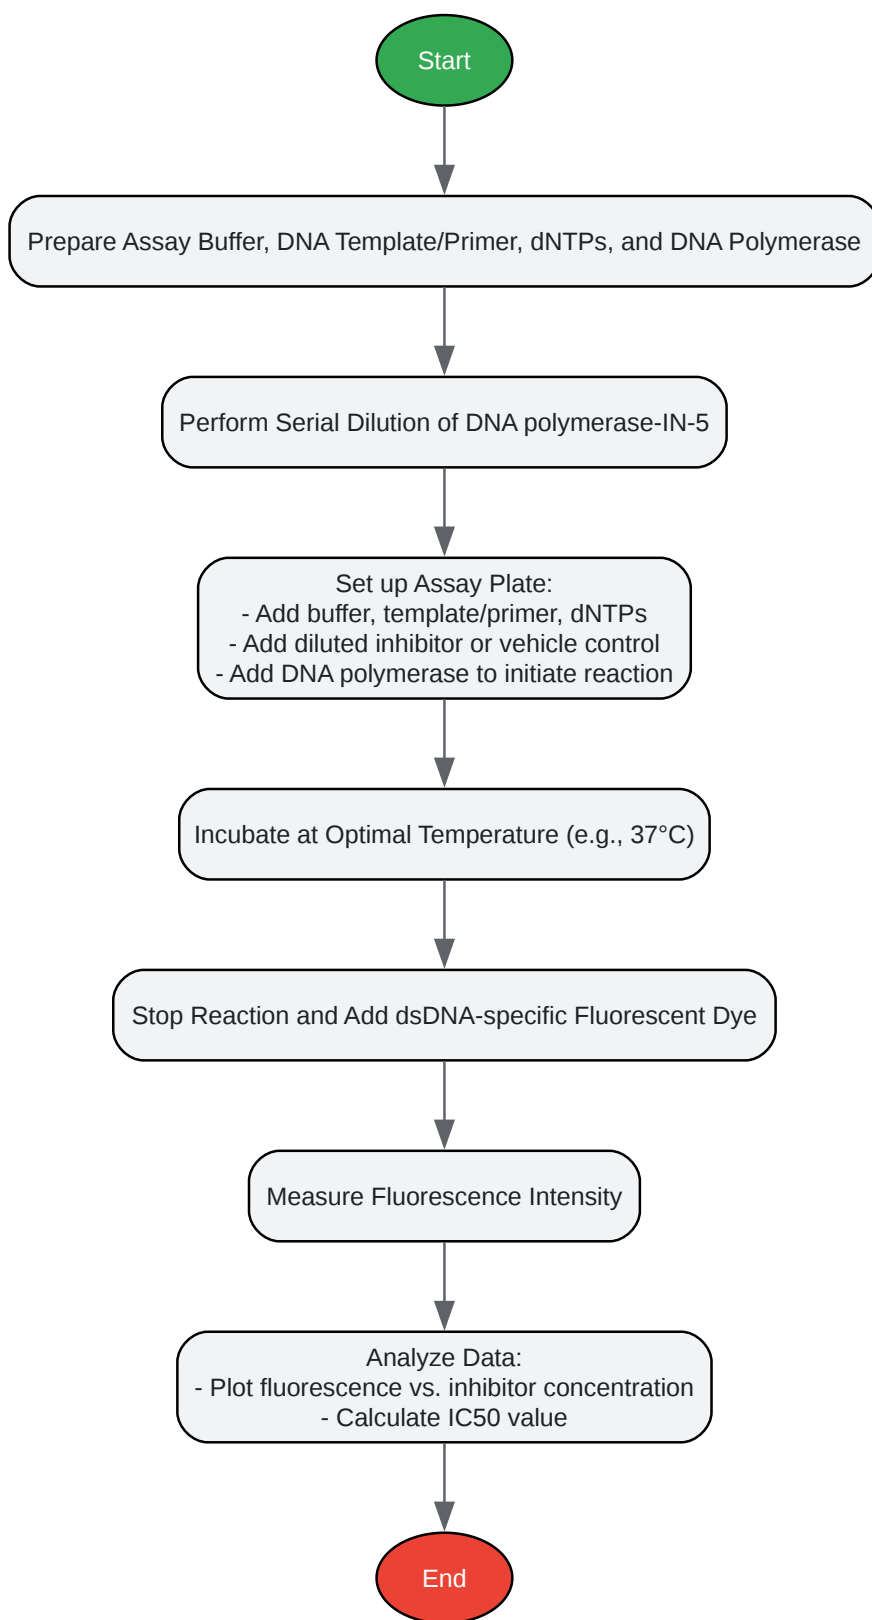 Start
Prepare Assay Buffer, DNA Template/Primer, dNTPs, and DNA Polymerase
Perform Serial Dilution of DNA polymerase-IN-5
Set up Assay Plate:
- Add buffer, template/primer, dNTPs
- Add diluted inhibitor or vehicle control
- Add DNA polymerase to initiate reaction
Incubate at Optimal Temperature (e.g., 37°C)
Stop Reaction and Add dsDNA-specific Fluorescent Dye
Measure Fluorescence Intensity
Analyze Data:
- Plot fluorescence vs. inhibitor concentration
- Calculate IC50 value
End